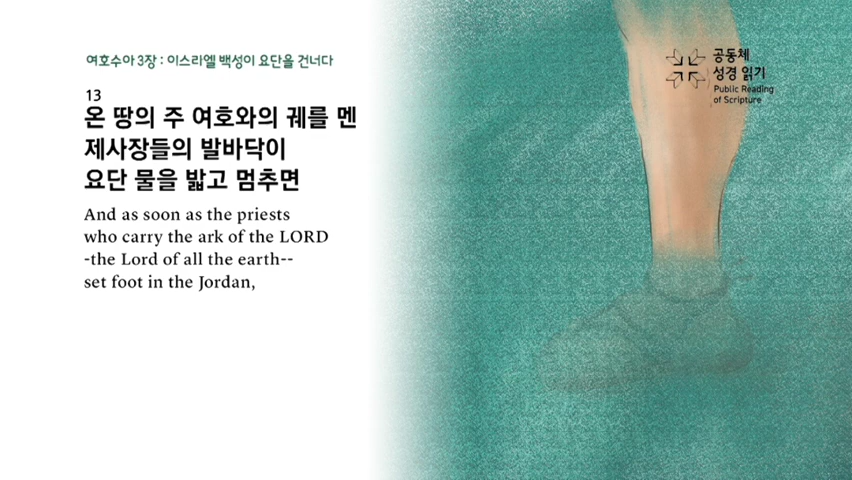 여호수아 3장 : 이스라엘 백성이 요단을 건너다
13
온 땅의 주 여호와의 궤를 멘
제사장들의 발바닥이
요단 물을 밟고 멈추면
And as soon as the priests
who carry the ark of the LORD
-the Lord of all the earth--
set foot in the Jordan,
공동체
성경 읽기
Public Reading
of Scripture